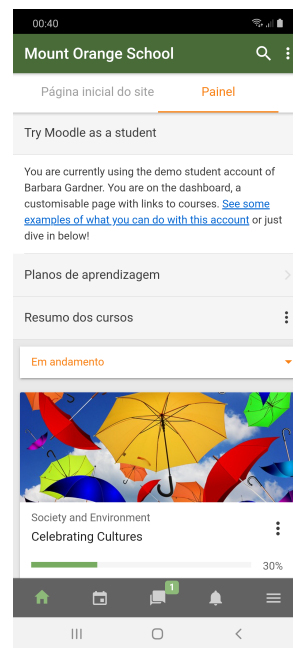 00:40
Mount Orange School
Página inicial do site
Painel
Try Moodle as a student
You are currently using the demo student account of
Barbara Gardner. You are on the dashboard, a
customisable page with links to courses. See some
examples of what you can do with this account or just
dive in below!
Planos de aprendizagem
Resumo dos cursos
Em andamento
Society and Environment
Celebrating Cultures
30%
1